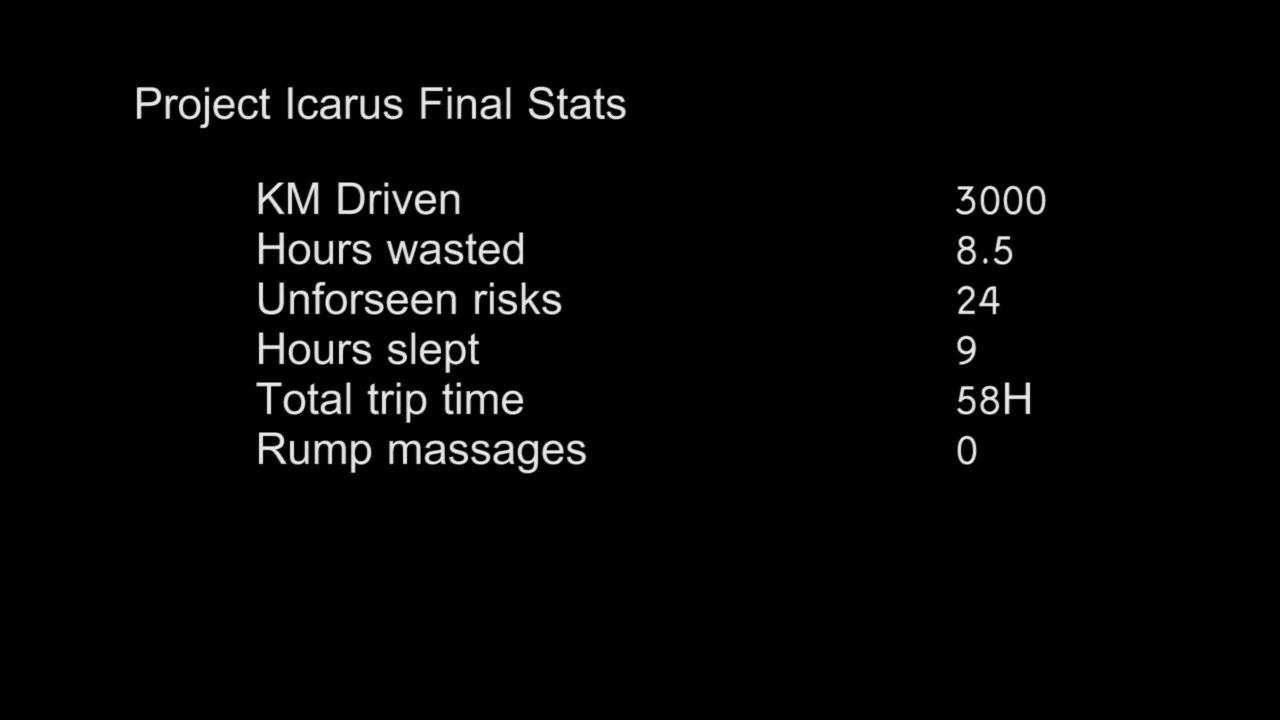 Project Icarus Final Stats
KM Driven 3000
Hours wasted 8.5
Unforseen risks 24
Hours slept 9
Total trip time 58H
Rump massages 0